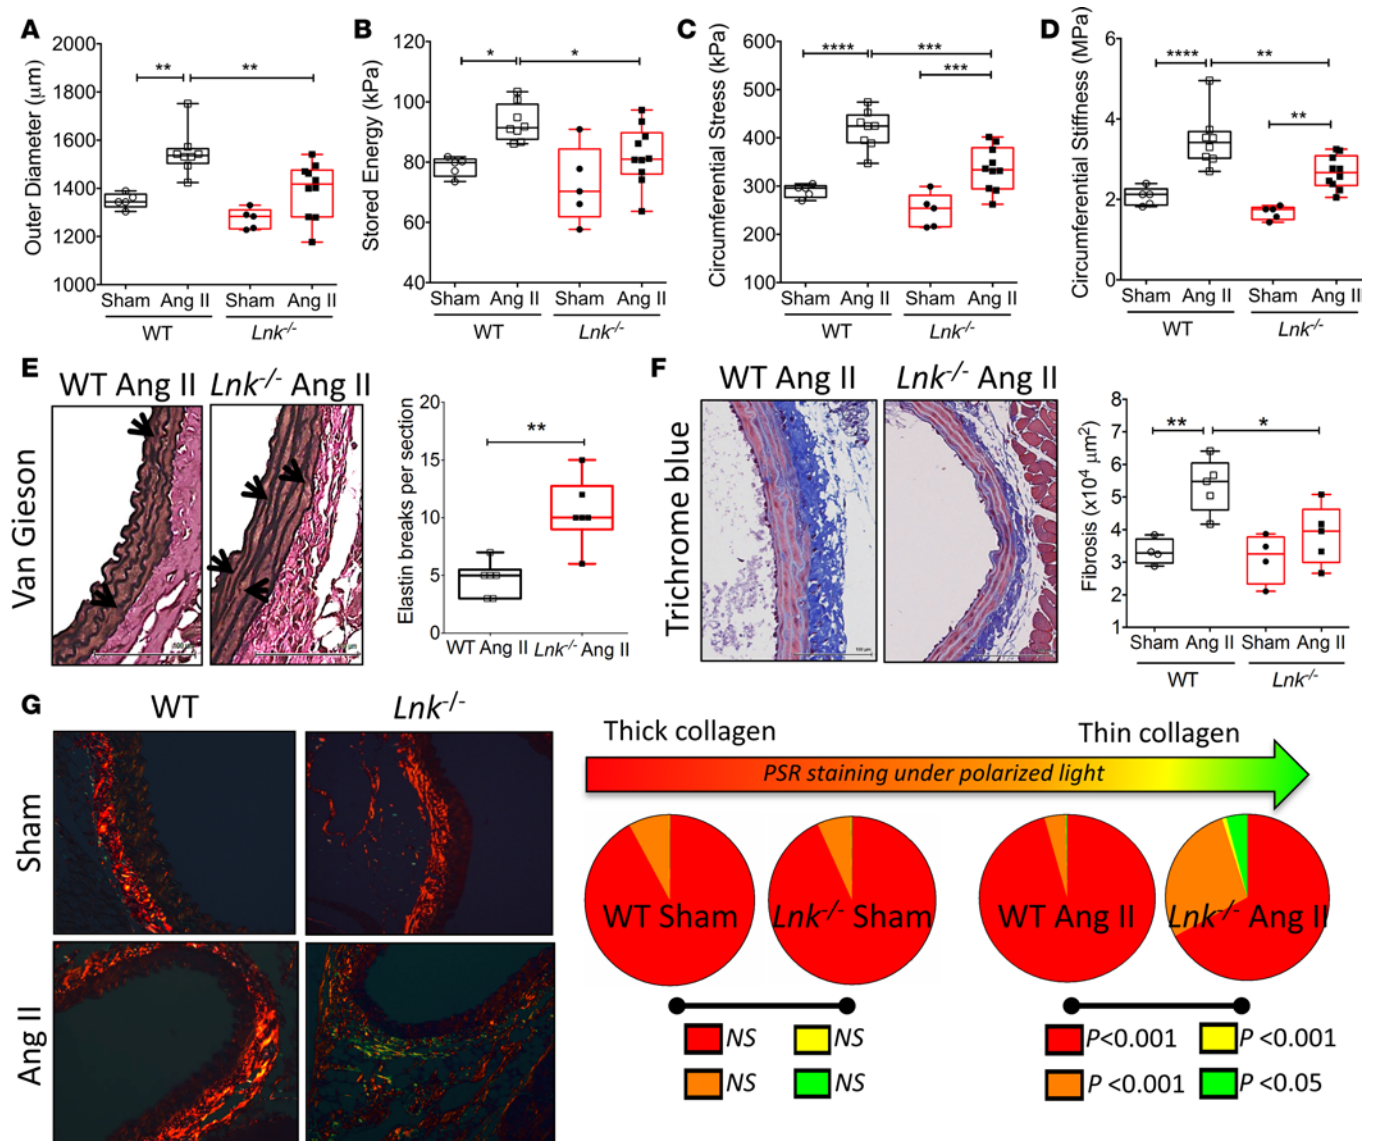 A
Outer Diameter (μm)
2000
1800
1600
1400
1200
1000
**
**
Sham
Ang II
Sham
Ang II
WT
Lnk-/-
B
Stored Energy (kPa)
120
100
80
60
40
*
*
Sham
Ang II
Sham
Ang II
WT
Lnk-/-
C
Circumferential Stress (kPa)
600
500
400
300
200
100
****
***
***
Sham
Ang II
Sham
Ang II
WT
Lnk-/-
D
Circumferential Stiffness (MPa)
6
4
2
0
****
**
**
Sham
Ang II
Sham
Ang II
WT
Lnk-/-
E
WT Ang II
Lnk-/- Ang II
Van Gieson
Elastin breaks per section
20
15
10
5
0
**
WT Ang II
Lnk-/- Ang II
F
WT Ang II
Lnk-/- Ang II
Trichrome blue
100 μm
Fibrosis (x10⁴ μm²)
8
7
6
5
4
3
2
1
**
*
Sham
Ang II
Sham
Ang II
WT
Lnk-/-
G
WT
Lnk-/-
Sham
Ang II
Thick collagen
Thin collagen
PSR staining under polarized light
WT Sham
Lnk-/- Sham
WT Ang II
Lnk-/- Ang II
NS
NS
NS
NS
P<0.001
P <0.001
P <0.001
P <0.05